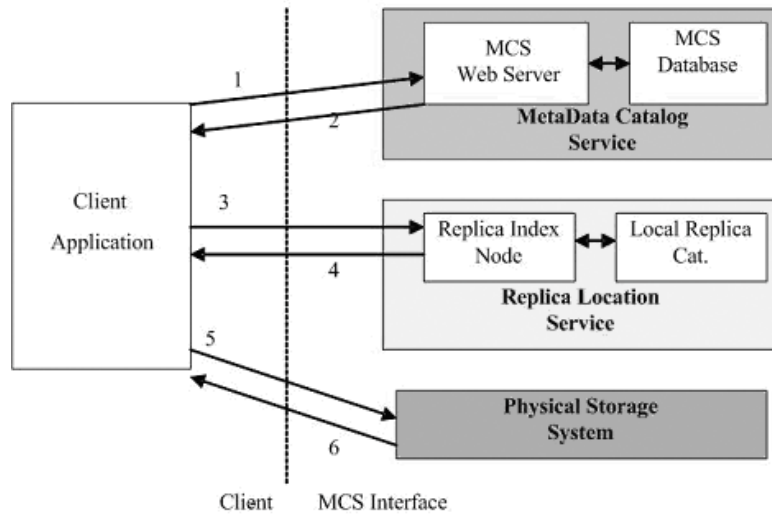 MCS
Web Server
MCS
Database
MetaData Catalog
Service
1
2
Client
Application
3
4
Replica Index
Node
Local Replica
Cat.
Replica Location
Service
5
6
Physical Storage
System
Client
MCS Interface